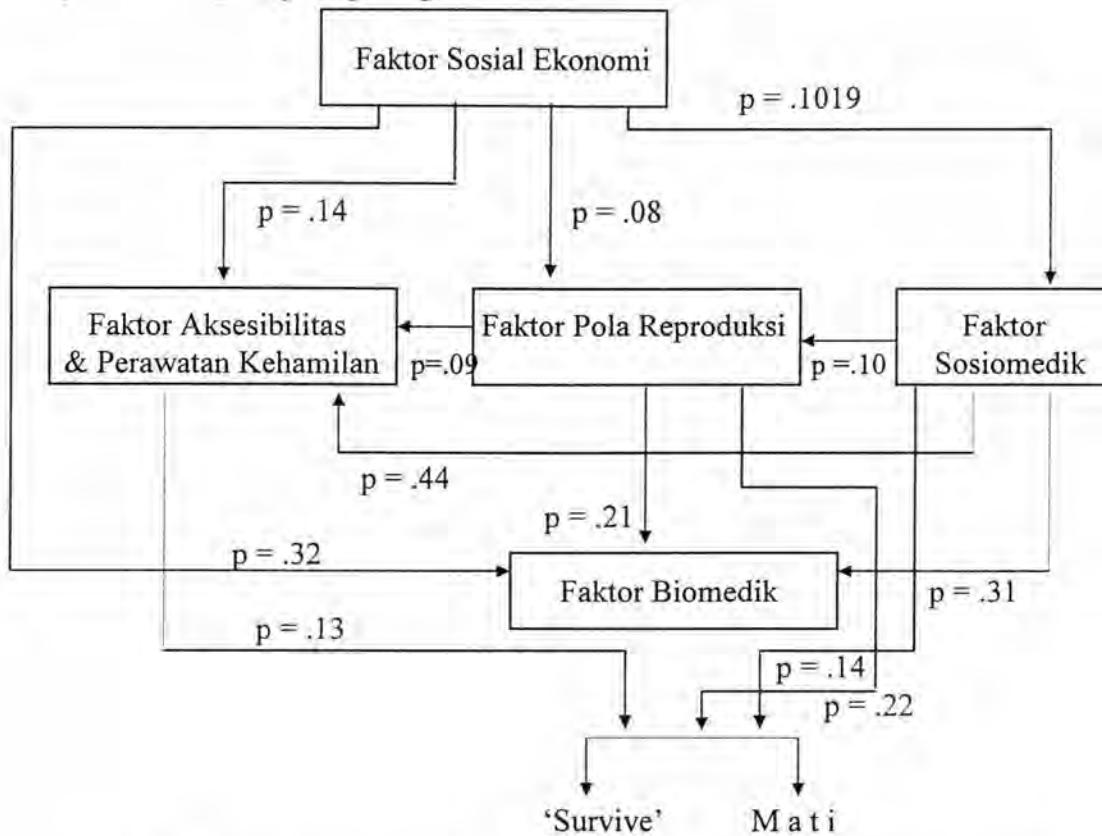 Faktor Sosial Ekonomi
p = .1019
p = .14
p = .08
Faktor Aksesibilitas
& Perawatan Kehamilan
p=.09
Faktor Pola Reproduksi
p =.10
Faktor
Sosiomedik
p = .44
p = .21
p = .32
Faktor Biomedik
p = .31
p = .13
p = .14
p = .22
‘Survive’
M a t i